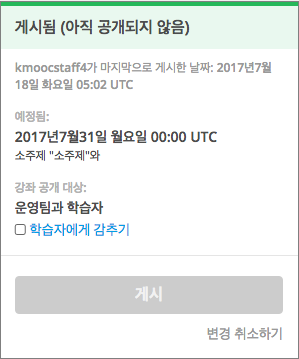 게시됨 (아직 공개되지 않음)
kmoocstaff4가 마지막으로 게시한 날짜: 2017년7월
18일 화요일 05:02 UTC
예정됨:
2017년7월31일 월요일 00:00 UTC
소주제 "소주제"와
강좌 공개 대상:
운영팀과 학습자
학습자에게 감추기
게시
변경 취소하기